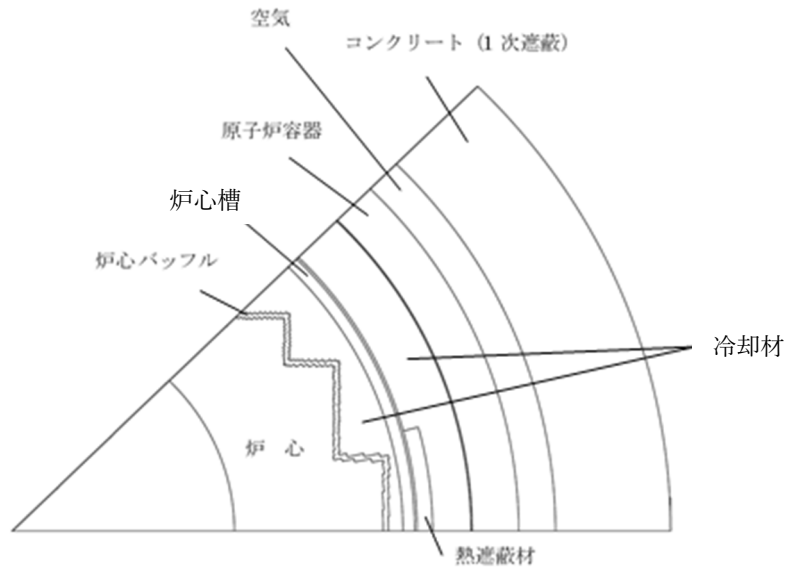 空気
コンクリート（1 次遮蔽）
原子炉容器
炉心槽
炉心バッフル
冷却材
炉　心
熱遮蔽材